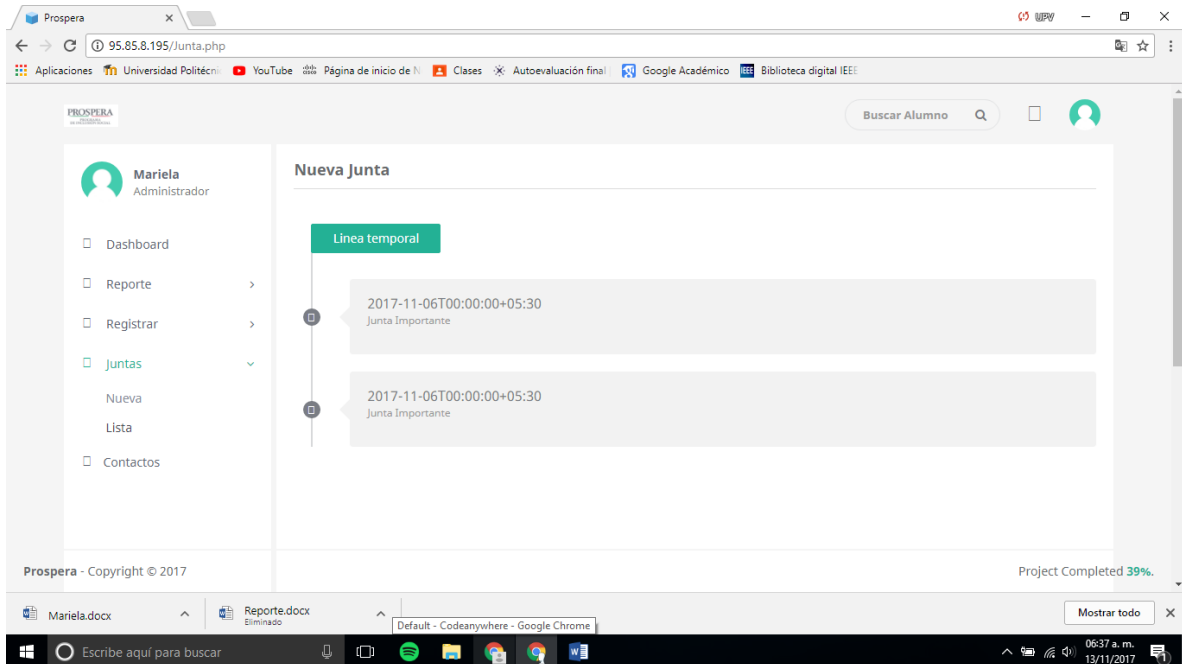 Prospera
UPV
95.85.8.195/Junta.php
Aplicaciones Universidad Politécni YouTube Página de inicio de N Clases Autoevaluación final Google Académico IEEE Biblioteca digital IEEE
PROSPERA
Buscar Alumno
Mariela
Administrador
Nueva Junta
Dashboard
Linea temporal
Reporte
2017-11-06T00:00:00+05:30
Junta Importante
Registrar
Juntas
Nueva
2017-11-06T00:00:00+05:30
Junta Importante
Lista
Contactos
Prospera - Copyright © 2017
Project Completed 39%.
Mariela.docx
Reporte.docx
Eliminado
Default - Codeanywhere - Google Chrome
Mostrar todo
Escribe aquí para buscar
06:37 a. m.
13/11/2017